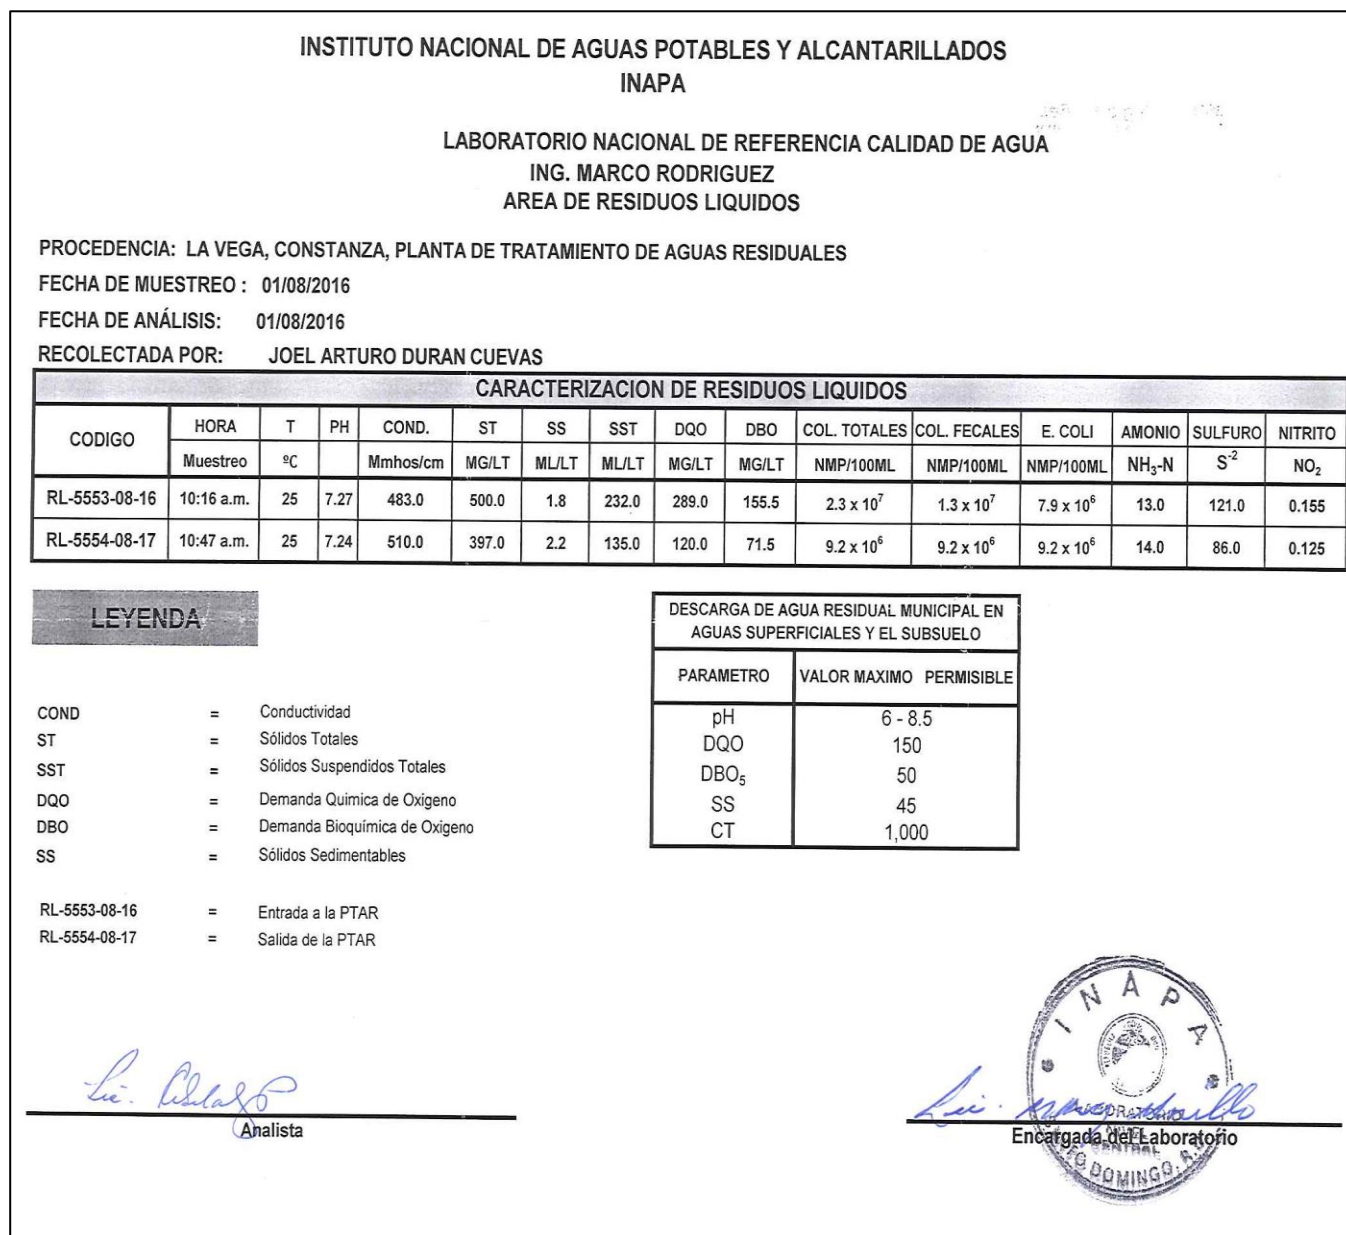 INSTITUTO NACIONAL DE AGUAS POTABLES Y ALCANTARILLADOS
INAPA
LABORATORIO NACIONAL DE REFERENCIA CALIDAD DE AGUA
ING. MARCO RODRIGUEZ
AREA DE RESIDUOS LIQUIDOS
PROCEDENCIA: LA VEGA, CONSTANZA, PLANTA DE TRATAMIENTO DE AGUAS RESIDUALES
FECHA DE MUESTREO : 01/08/2016
FECHA DE ANÁLISIS: 01/08/2016
RECOLECTADA POR: JOEL ARTURO DURAN CUEVAS
CARACTERIZACION DE RESIDUOS LIQUIDOS
CODIGO HORA T PH COND. ST SS SST DQO DBO COL. TOTALES COL. FECALES E. COLI AMONIO SULFURO NITRITO
Muestreo ºC Mmhos/cm MG/LT ML/LT ML/LT MG/LT MG/LT NMP/100ML NMP/100ML NMP/100ML NH₃-N S⁻² NO₂
RL-5553-08-16 10:16 a.m. 25 7.27 483.0 500.0 1.8 232.0 289.0 155.5 2.3 x 10⁷ 1.3 x 10⁷ 7.9 x 10⁶ 13.0 121.0 0.155
RL-5554-08-17 10:47 a.m. 25 7.24 510.0 397.0 2.2 135.0 120.0 71.5 9.2 x 10⁶ 9.2 x 10⁶ 9.2 x 10⁶ 14.0 86.0 0.125
LEYENDA
COND = Conductividad
ST = Sólidos Totales
SST = Sólidos Suspendidos Totales
DQO = Demanda Quimica de Oxigeno
DBO = Demanda Bioquímica de Oxigeno
SS = Sólidos Sedimentables
RL-5553-08-16 = Entrada a la PTAR
RL-5554-08-17 = Salida de la PTAR
DESCARGA DE AGUA RESIDUAL MUNICIPAL EN
AGUAS SUPERFICIALES Y EL SUBSUELO
PARAMETRO VALOR MAXIMO PERMISIBLE
pH 6 - 8.5
DQO 150
DBO₅ 50
SS 45
CT 1,000
Lic.
Analista
Lic.
Encargada del Laboratorio
INAPA
LABORATORIO
CENTRAL
SANTO DOMINGO, R.D.